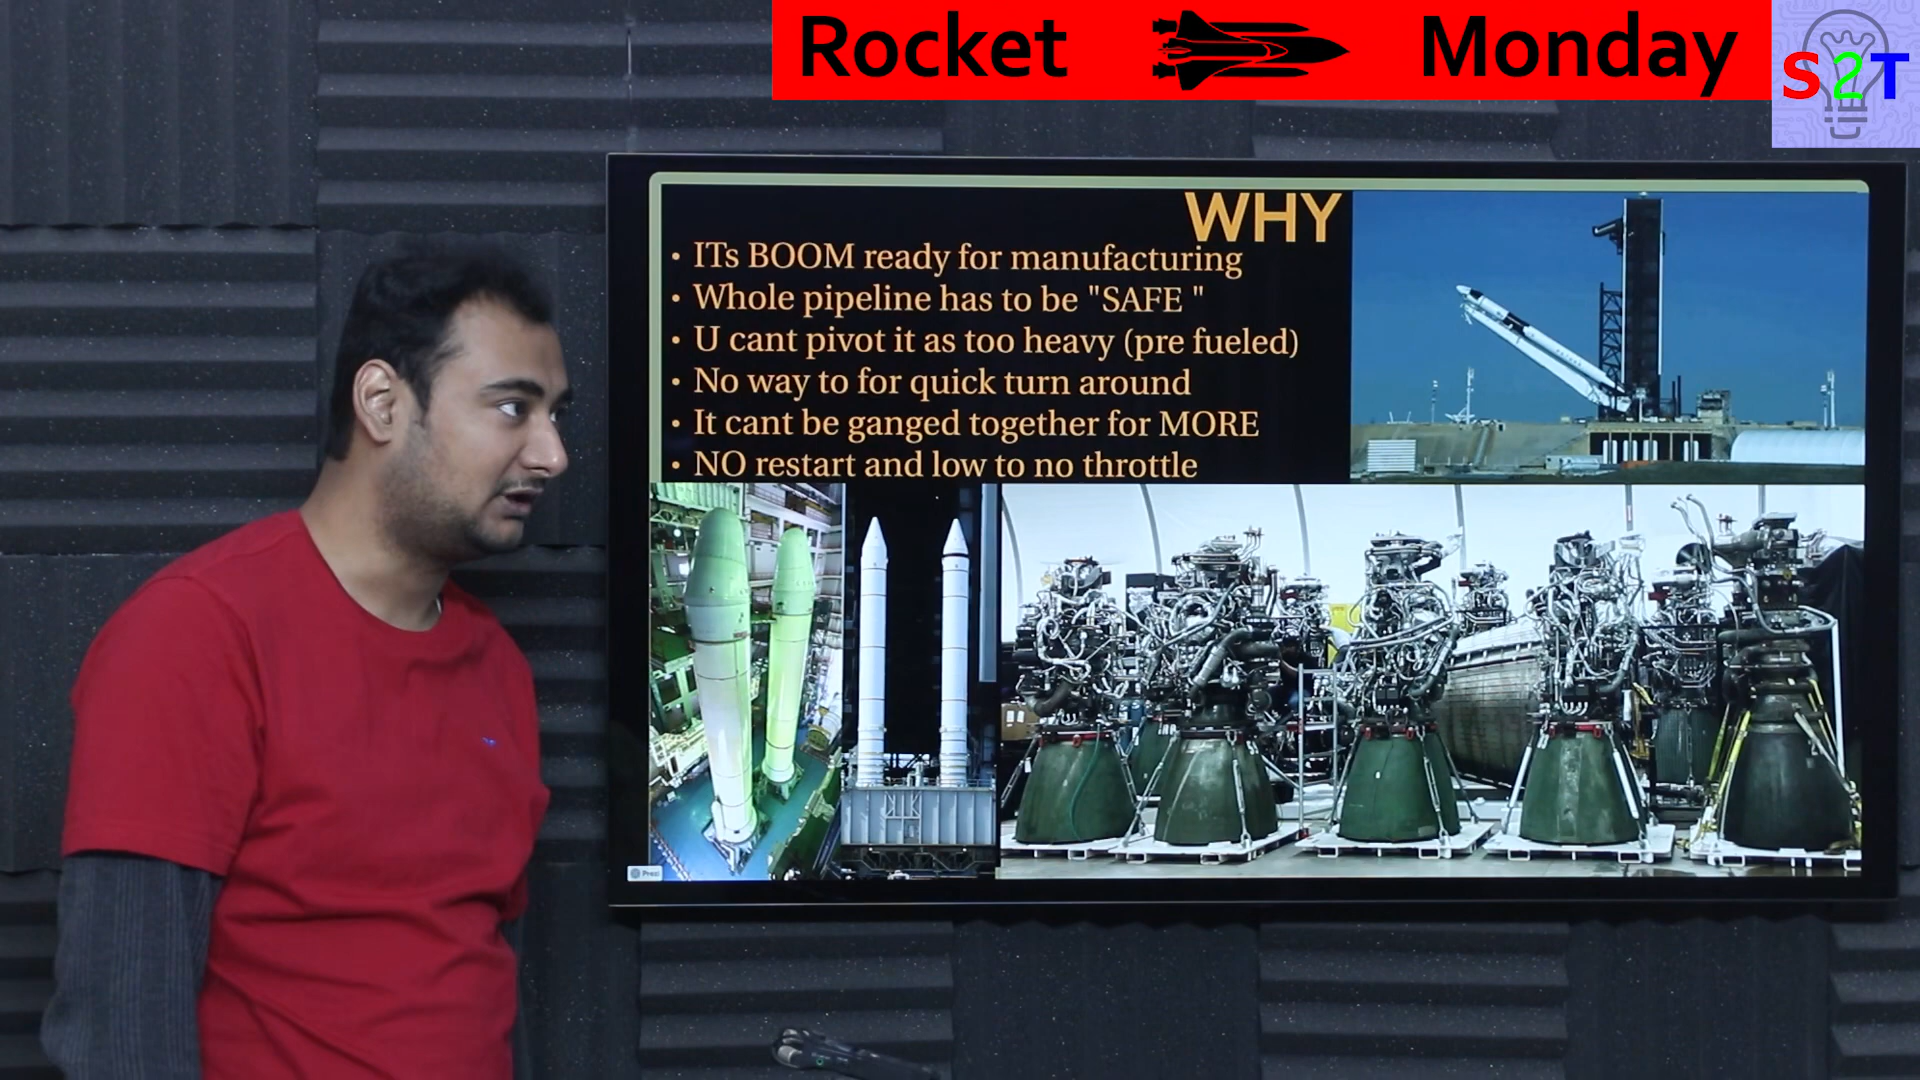 Rocket Monday
S2T
WHY
• ITs BOOM ready for manufacturing
• Whole pipeline has to be "SAFE "
• U cant pivot it as too heavy (pre fueled)
• No way to for quick turn around
• It cant be ganged together for MORE
• NO restart and low to no throttle
Prezi